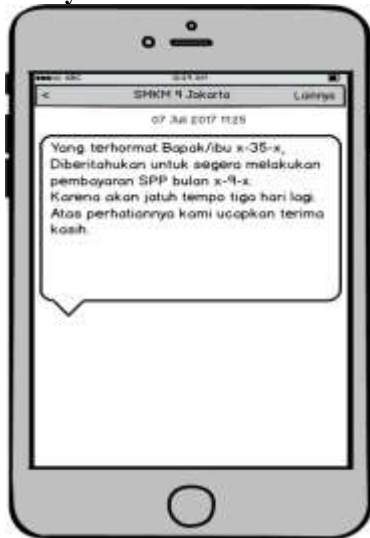 SMKM 4 Jakarta
Lainnya
07 Juli 2017 11:25
Yang terhormat Bapak/ibu x-35-x,
Diberitahukan untuk segera melakukan
pembayaran SPP bulan x-9-x.
Karena akan jatuh tempo tiga hari lagi.
Atas perhatiannya kami ucapkan terima
kasih.